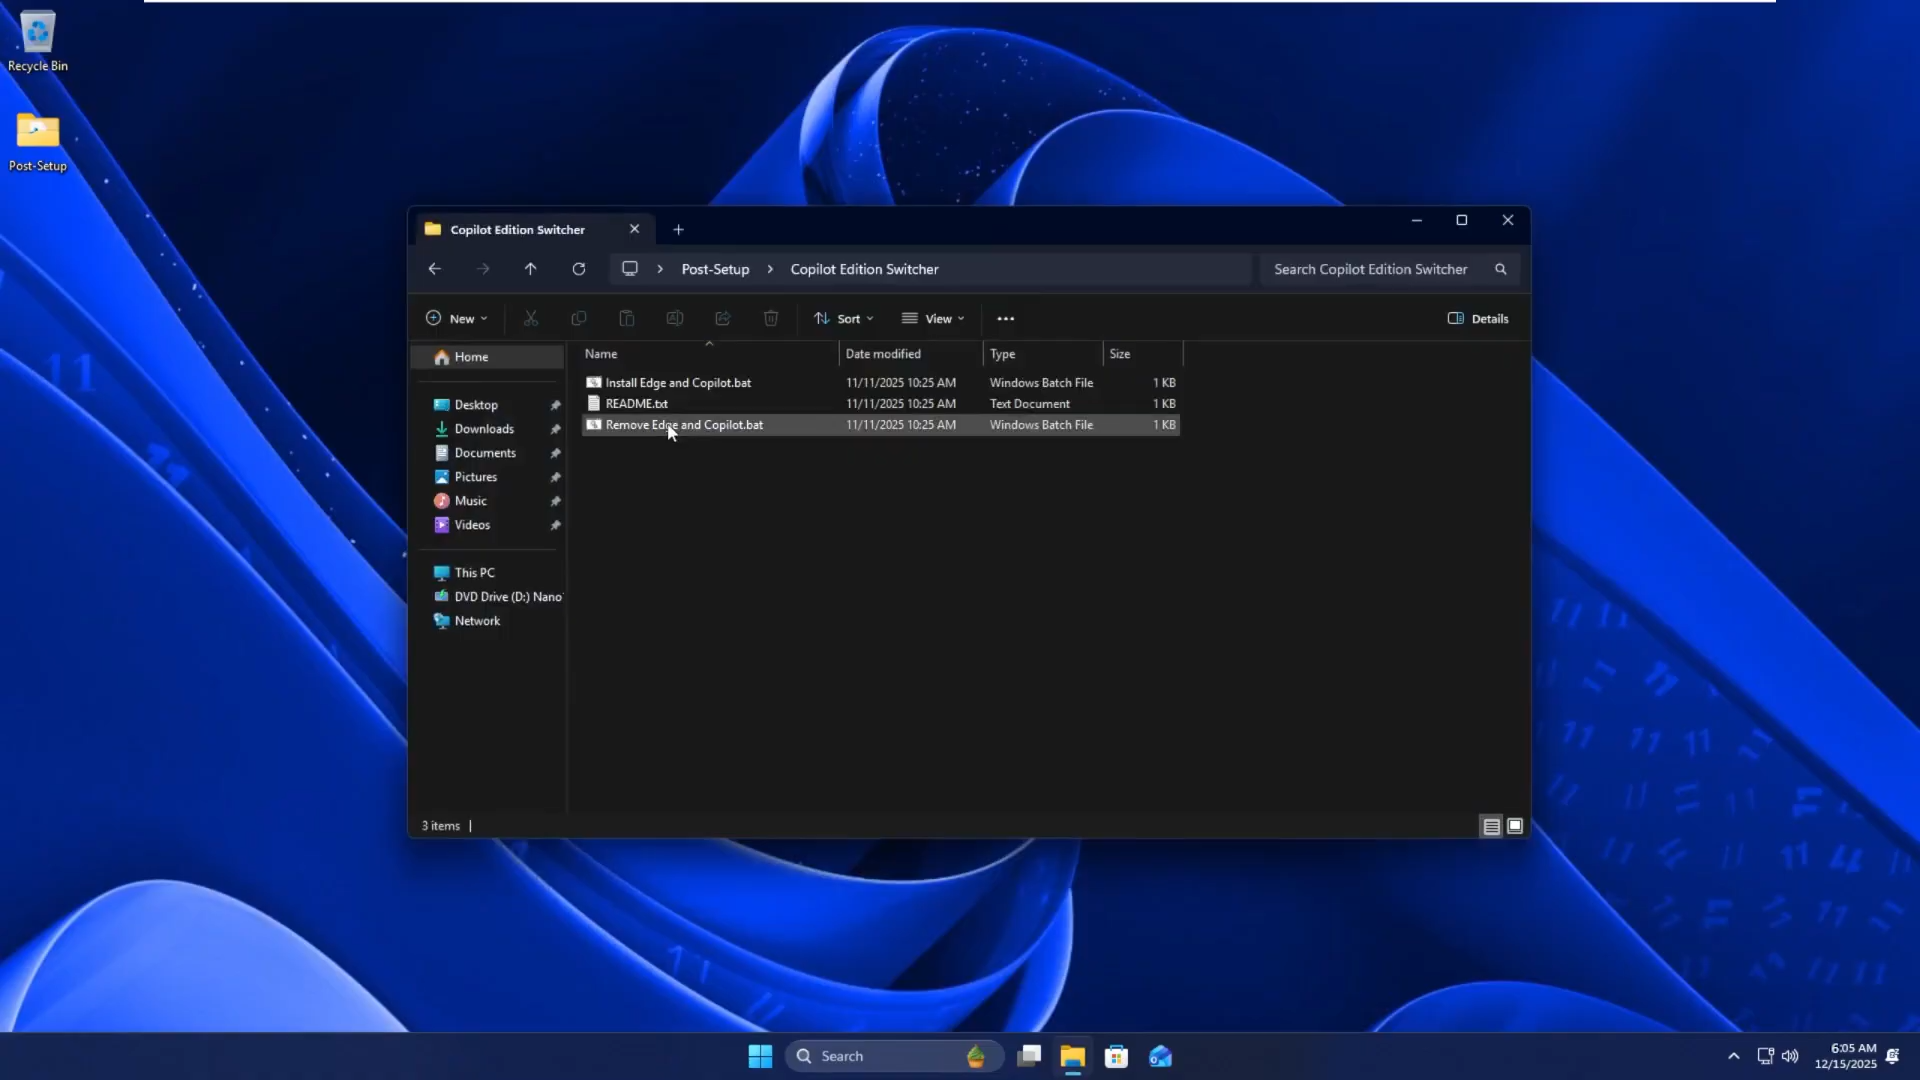 Recycle Bin
Post-Setup
Copilot Edition Switcher
Post-Setup > Copilot Edition Switcher
Search Copilot Edition Switcher
New
Sort
View
Details
Name Date modified Type Size
Install Edge and Copilot.bat 11/11/2025 10:25 AM Windows Batch File 1 KB
README.txt 11/11/2025 10:25 AM Text Document 1 KB
Remove Edge and Copilot.bat 11/11/2025 10:25 AM Windows Batch File 1 KB
Home
Desktop
Downloads
Documents
Pictures
Music
Videos
This PC
DVD Drive (D:) Nano
Network
3 items
Search
6:05 AM
12/15/2025